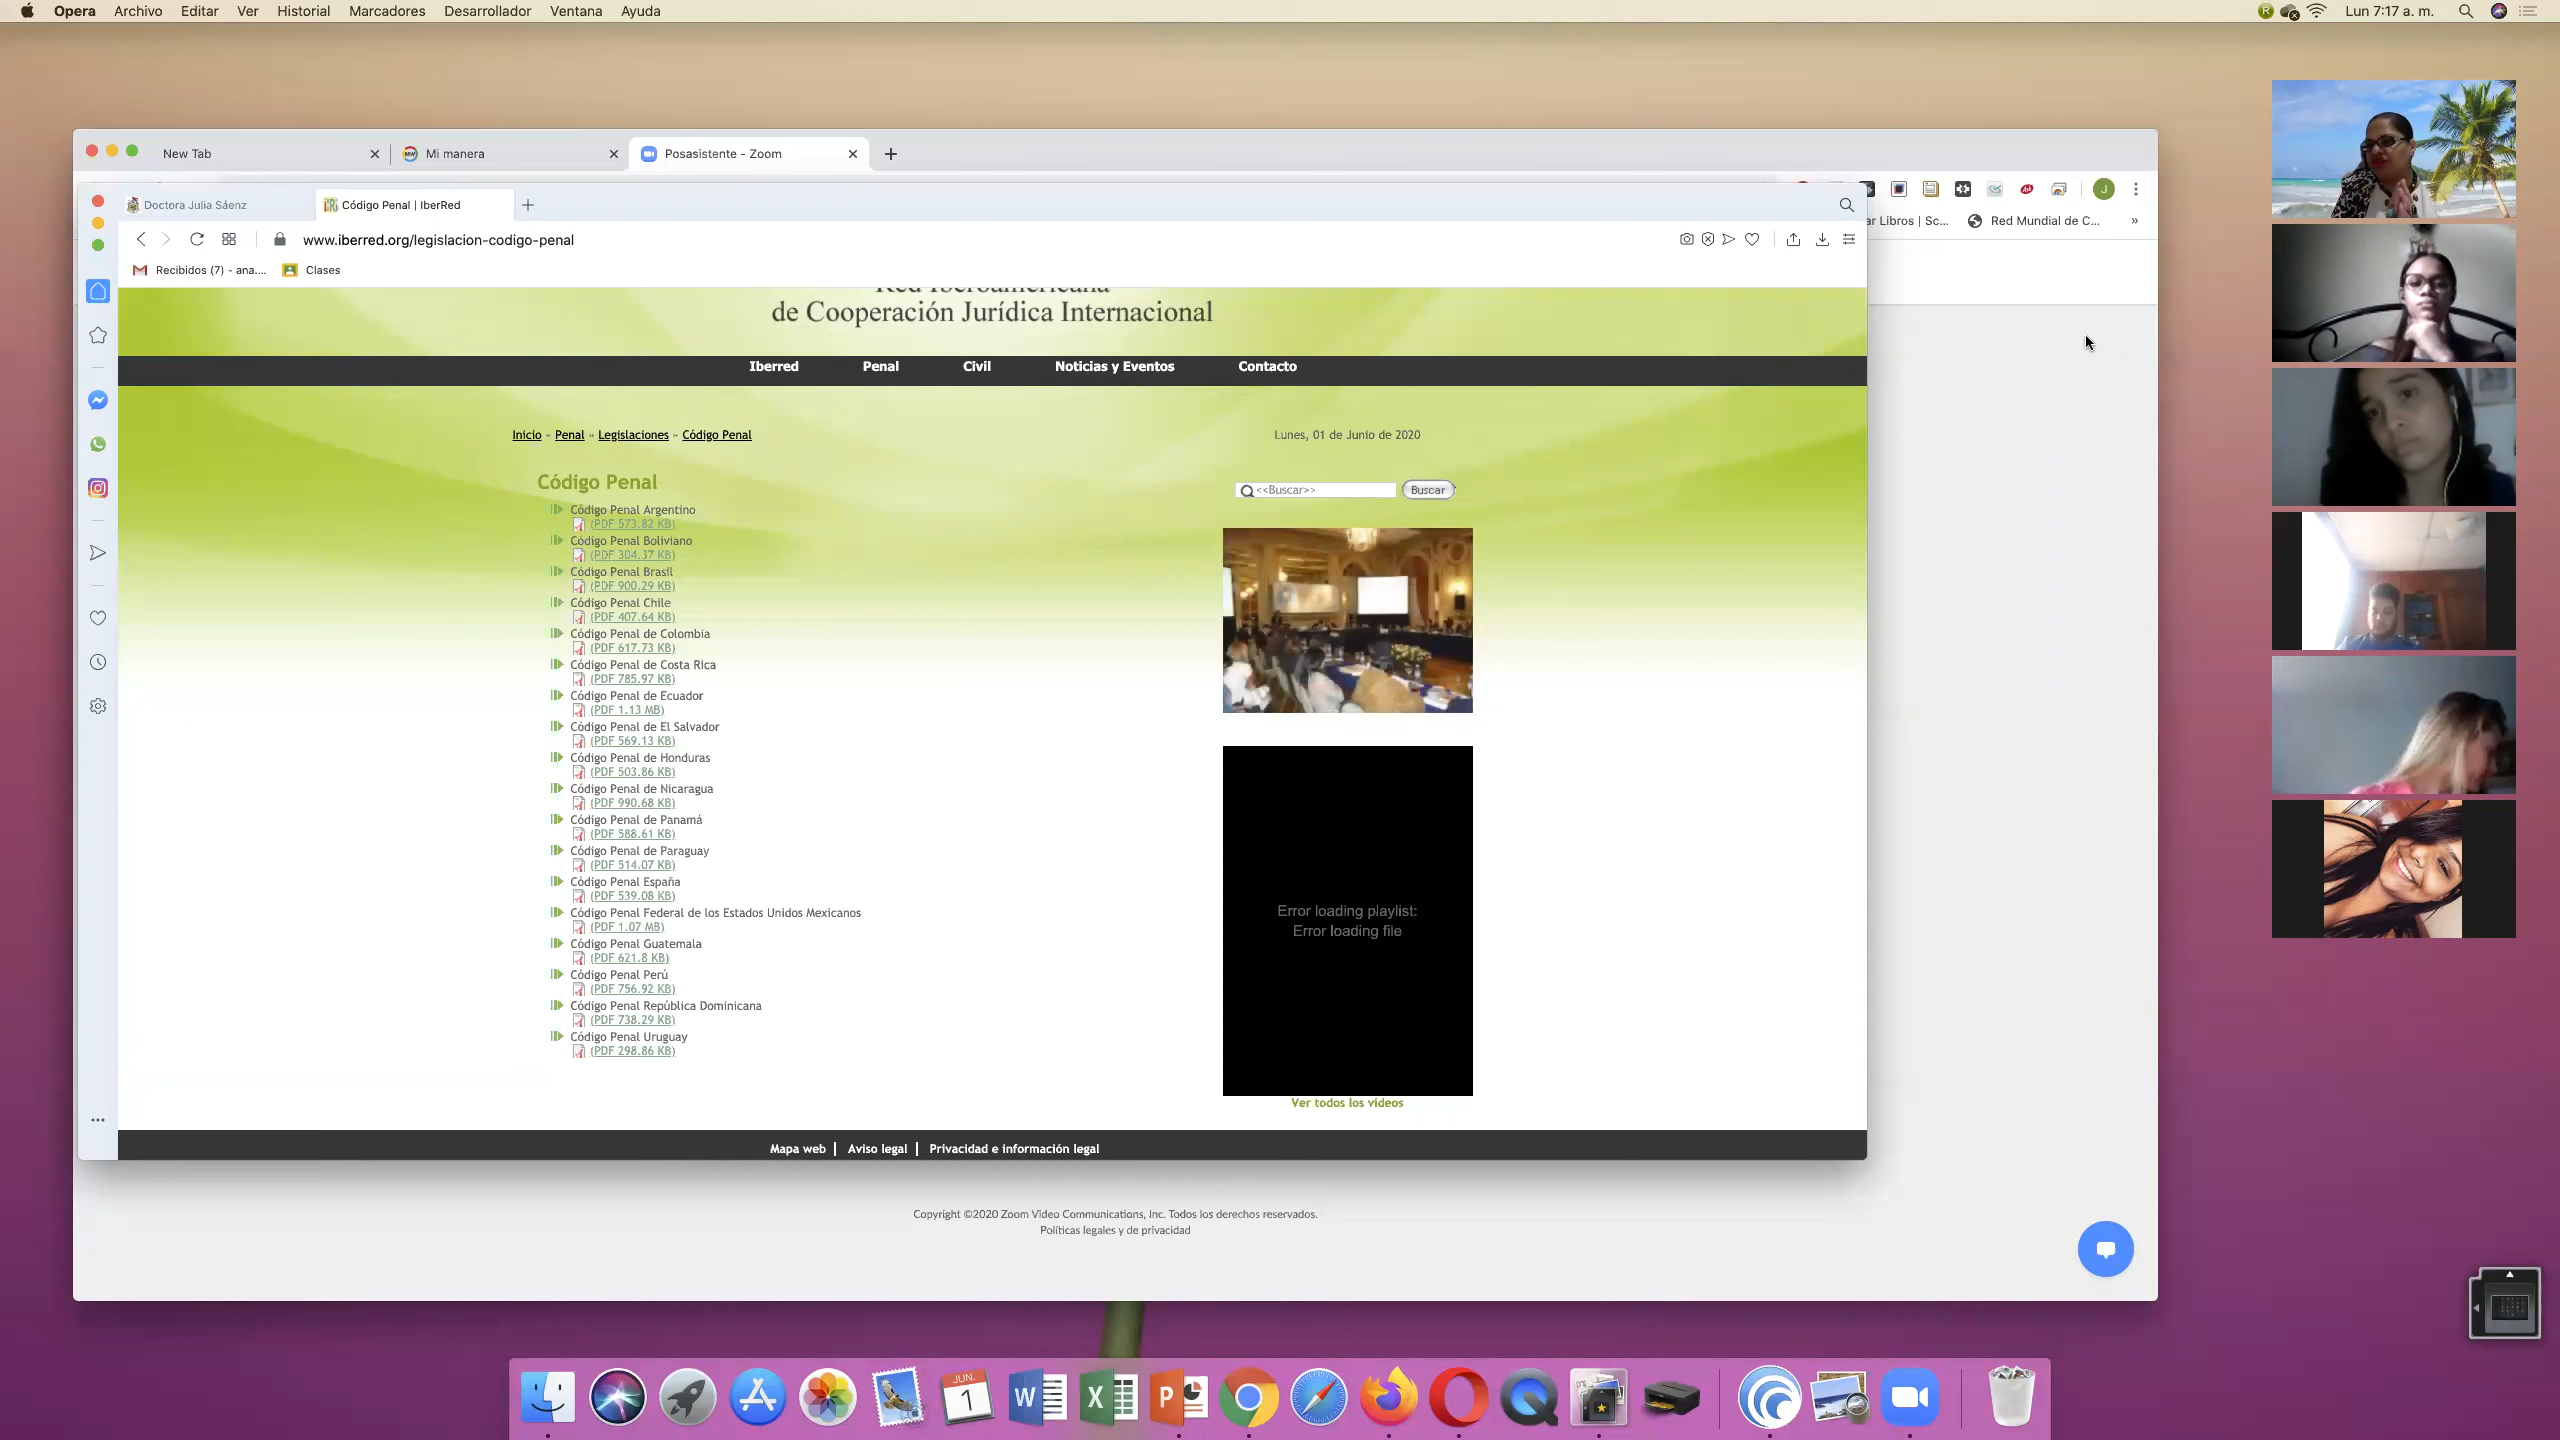 Opera Archivo Editar Ver Historial Marcadores Desarrollador Ventana Ayuda
Lun 7:17 a. m.
New Tab
Mi manera
Posasistente - Zoom
Doctora Julia Sáenz
Código Penal | IberRed
J
ar Libros | Sc...
Red Mundial de C...
»
www.iberred.org/legislacion-codigo-penal
Recibidos (7) - ana....
Clases
Red Iberoamericana
de Cooperación Jurídica Internacional
Iberred Penal Civil Noticias y Eventos Contacto
Inicio » Penal » Legislaciones » Código Penal
Lunes, 01 de Junio de 2020
Código Penal
<<Buscar>>
Buscar
Código Penal Argentino
(PDF 573.82 KB)
Código Penal Boliviano
(PDF 304.37 KB)
Código Penal Brasil
(PDF 900.29 KB)
Código Penal Chile
(PDF 407.64 KB)
Código Penal de Colombia
(PDF 617.73 KB)
Código Penal de Costa Rica
(PDF 785.97 KB)
Código Penal de Ecuador
(PDF 1.13 MB)
Código Penal de El Salvador
(PDF 569.13 KB)
Código Penal de Honduras
(PDF 503.86 KB)
Código Penal de Nicaragua
(PDF 990.68 KB)
Código Penal de Panamá
(PDF 588.61 KB)
Código Penal de Paraguay
(PDF 514.07 KB)
Código Penal España
(PDF 539.08 KB)
Código Penal Federal de los Estados Unidos Mexicanos
(PDF 1.07 MB)
Código Penal Guatemala
(PDF 621.8 KB)
Código Penal Perú
(PDF 756.92 KB)
Código Penal República Dominicana
(PDF 738.29 KB)
Código Penal Uruguay
(PDF 298.86 KB)
Error loading playlist:
Error loading file
Ver todos los vídeos
Mapa web | Aviso legal | Privacidad e información legal
Copyright ©2020 Zoom Video Communications, Inc. Todos los derechos reservados.
Políticas legales y de privacidad
JUN.
1
W
X
P